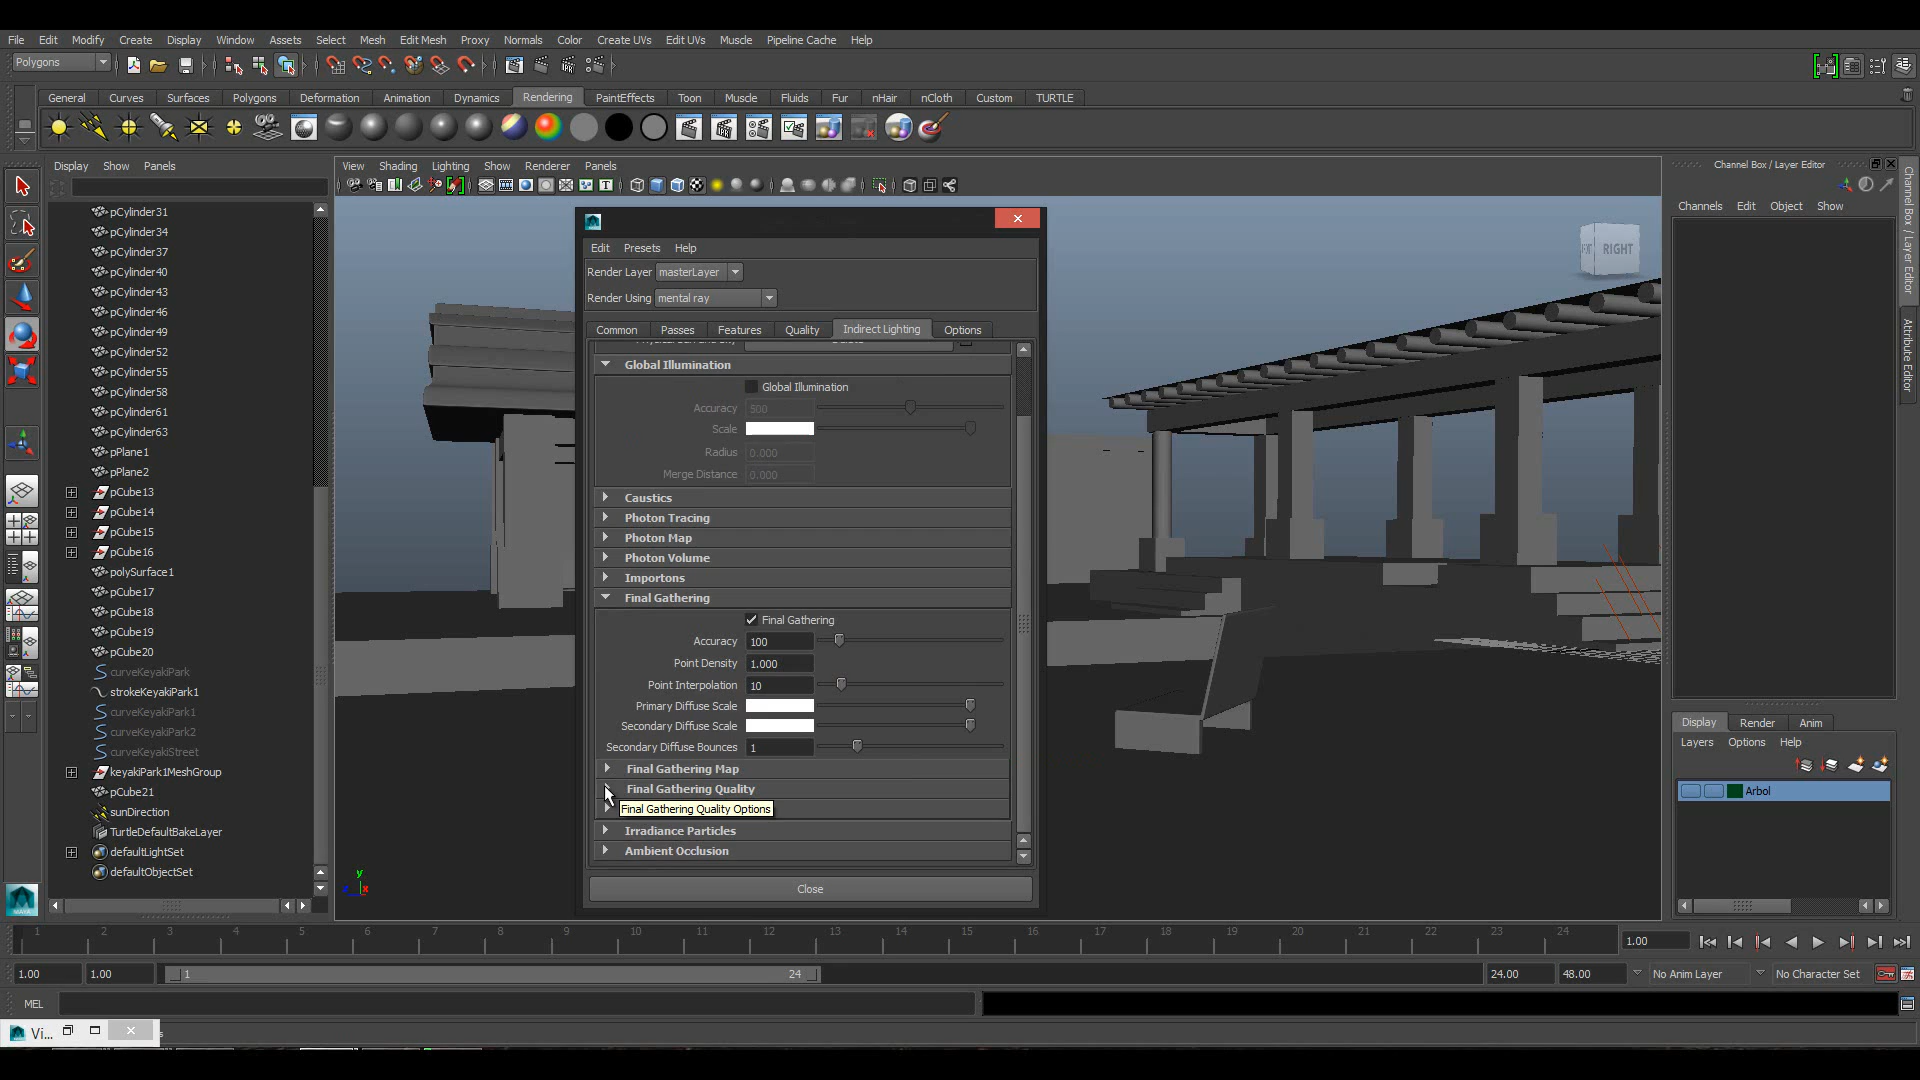 File Edit Modify Create Display Window Assets Select Mesh Edit Mesh Proxy Normals Color Create UVs Edit UVs Muscle Pipeline Cache Help
Polygons
General Curves Surfaces Polygons Deformation Animation Dynamics Rendering PaintEffects Toon Muscle Fluids Fur nHair nCloth Custom TURTLE
Display Show Panels
View Shading Lighting Show Renderer Panels
Channel Box / Layer Editor
Channels Edit Object Show
Channel Box / Layer Editor
Attribute Editor
pCylinder31
pCylinder34
pCylinder37
pCylinder40
pCylinder43
pCylinder46
pCylinder49
pCylinder52
pCylinder55
pCylinder58
pCylinder61
pCylinder63
pPlane1
pPlane2
pCube13
pCube14
pCube15
pCube16
polySurface1
pCube17
pCube18
pCube19
pCube20
curveKeyakiPark
strokeKeyakiPark1
curveKeyakiPark1
curveKeyakiPark2
curveKeyakiStreet
keyakiPark1MeshGroup
pCube21
sunDirection
TurtleDefaultBakeLayer
defaultLightSet
defaultObjectSet
RIGHT
y
z x
Edit Presets Help
Render Layer masterLayer
Render Using mental ray
Common Passes Features Quality Indirect Lighting Options
Global Illumination
Global Illumination
Accuracy 500
Scale
Radius 0.000
Merge Distance 0.000
Caustics
Photon Tracing
Photon Map
Photon Volume
Importons
Final Gathering
Final Gathering
Accuracy 100
Point Density 1.000
Point Interpolation 10
Primary Diffuse Scale
Secondary Diffuse Scale
Secondary Diffuse Bounces 1
Final Gathering Map
Final Gathering Quality
Final Gathering Quality Options
Irradiance Particles
Ambient Occlusion
Close
Display Render Anim
Layers Options Help
Arbol
1 2 3 4 5 6 7 8 9 10 11 12 13 14 15 16 17 18 19 20 21 22 23 24
1.00
1.00 1.00 1 24 24.00 48.00 No Anim Layer No Character Set
MEL
Vi...